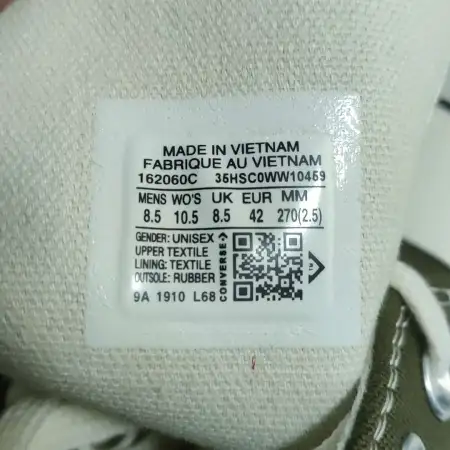 MADE IN VIETNAM
FABRIQUE AU VIETNAM
162060C 35HSC0WW10459
MENS WO'S UK EUR MM
8.5 10.5 8.5 42 270(2.5)
GENDER: UNISEX
UPPER TEXTILE
LINING: TEXTILE
OUTSOLE: RUBBER
9A 1910 L68
CONVERSE